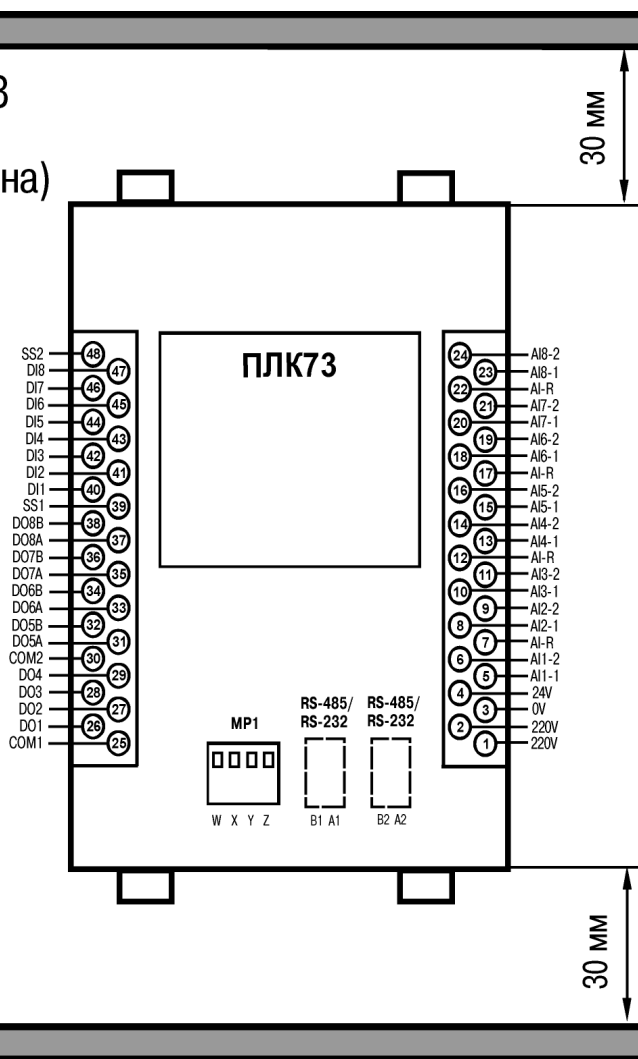 3
на)
30 мм
ПЛК73
SS2 48
DI8 47
DI7 46
DI6 45
DI5 44
DI4 43
DI3 42
DI2 41
DI1 40
SS1 39
DO8B 38
DO8A 37
DO7B 36
DO7A 35
DO6B 34
DO6A 33
DO5B 32
DO5A 31
COM2 30
DO4 29
DO3 28
DO2 27
DO1 26
COM1 25
24 AI8-2
23 AI8-1
22 AI-R
21 AI7-2
20 AI7-1
19 AI6-2
18 AI6-1
17 AI-R
16 AI5-2
15 AI5-1
14 AI4-2
13 AI4-1
12 AI-R
11 AI3-2
10 AI3-1
9 AI2-2
8 AI2-1
7 AI-R
6 AI1-2
5 AI1-1
4 24V
3 0V
2 220V
1 220V
MP1
W X Y Z
RS-485/
RS-232
B1 A1
RS-485/
RS-232
B2 A2
30 мм